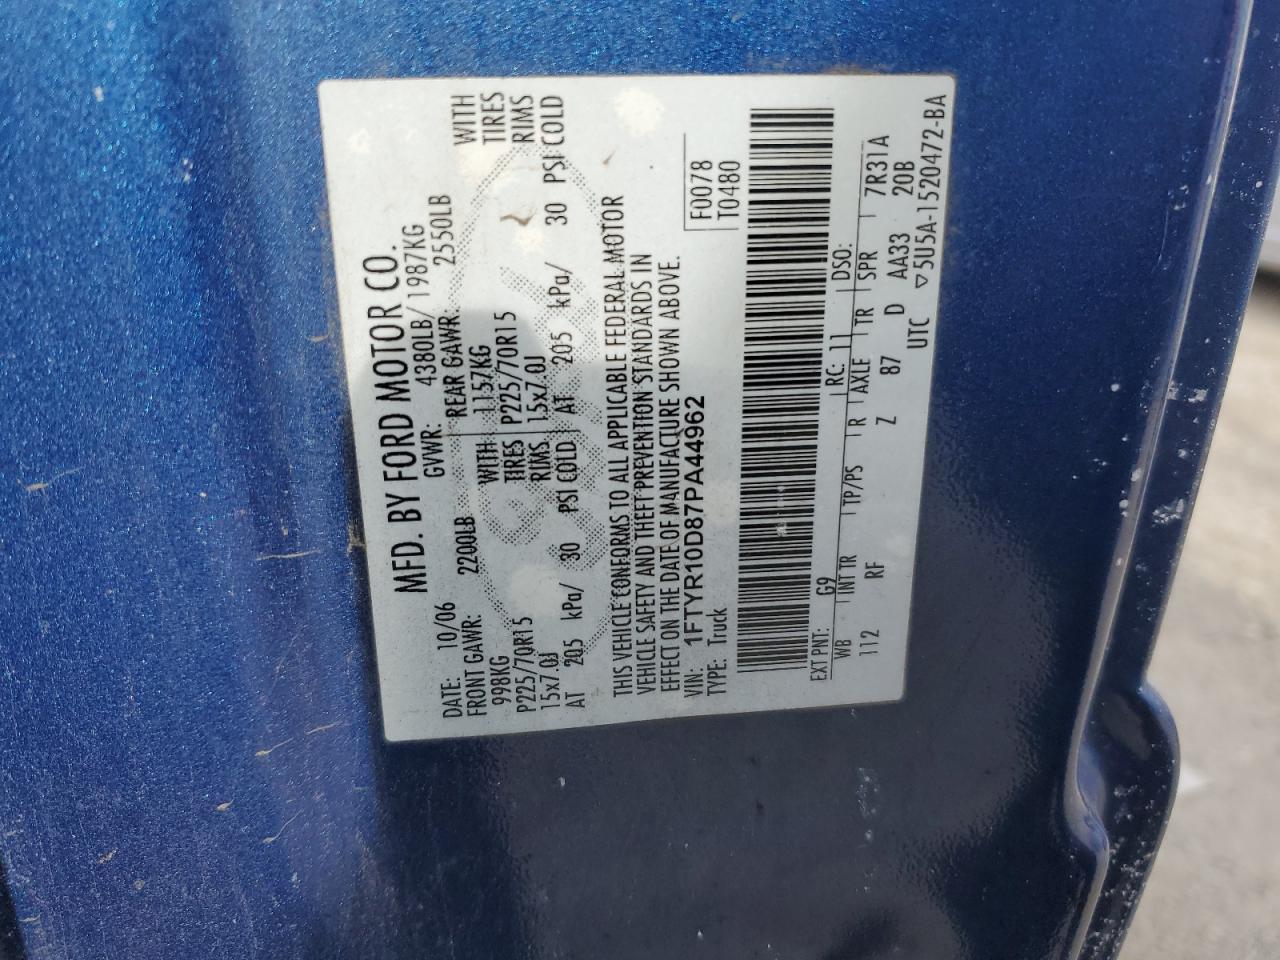 MFD. BY FORD MOTOR CO.
DATE: 10/06 GVWR: 4380LB/1987KG
FRONT GAWR: 2200LB REAR GAWR: 2550LB
998KG WITH 1157KG WITH
P225/70R15 TIRES P225/70R15 TIRES
15x7.0J RIMS 15x7.0J RIMS
AT 205 kPa/ 30 PSI COLD AT 205 kPa/ 30 PSI COLD
THIS VEHICLE CONFORMS TO ALL APPLICABLE FEDERAL MOTOR
VEHICLE SAFETY AND THEFT PREVENTION STANDARDS IN
EFFECT ON THE DATE OF MANUFACTURE SHOWN ABOVE.
VIN: 1FTYR10D87PA44962 F0078
TYPE: Truck T0480
EXT PNT: G9 RC: 11 DSO:
WB INT TR TP/PS R AXLE TR SPR 7R31A
112 RF Z 87 D AA33 20B
UTC ▽5U5A-1520472-BA